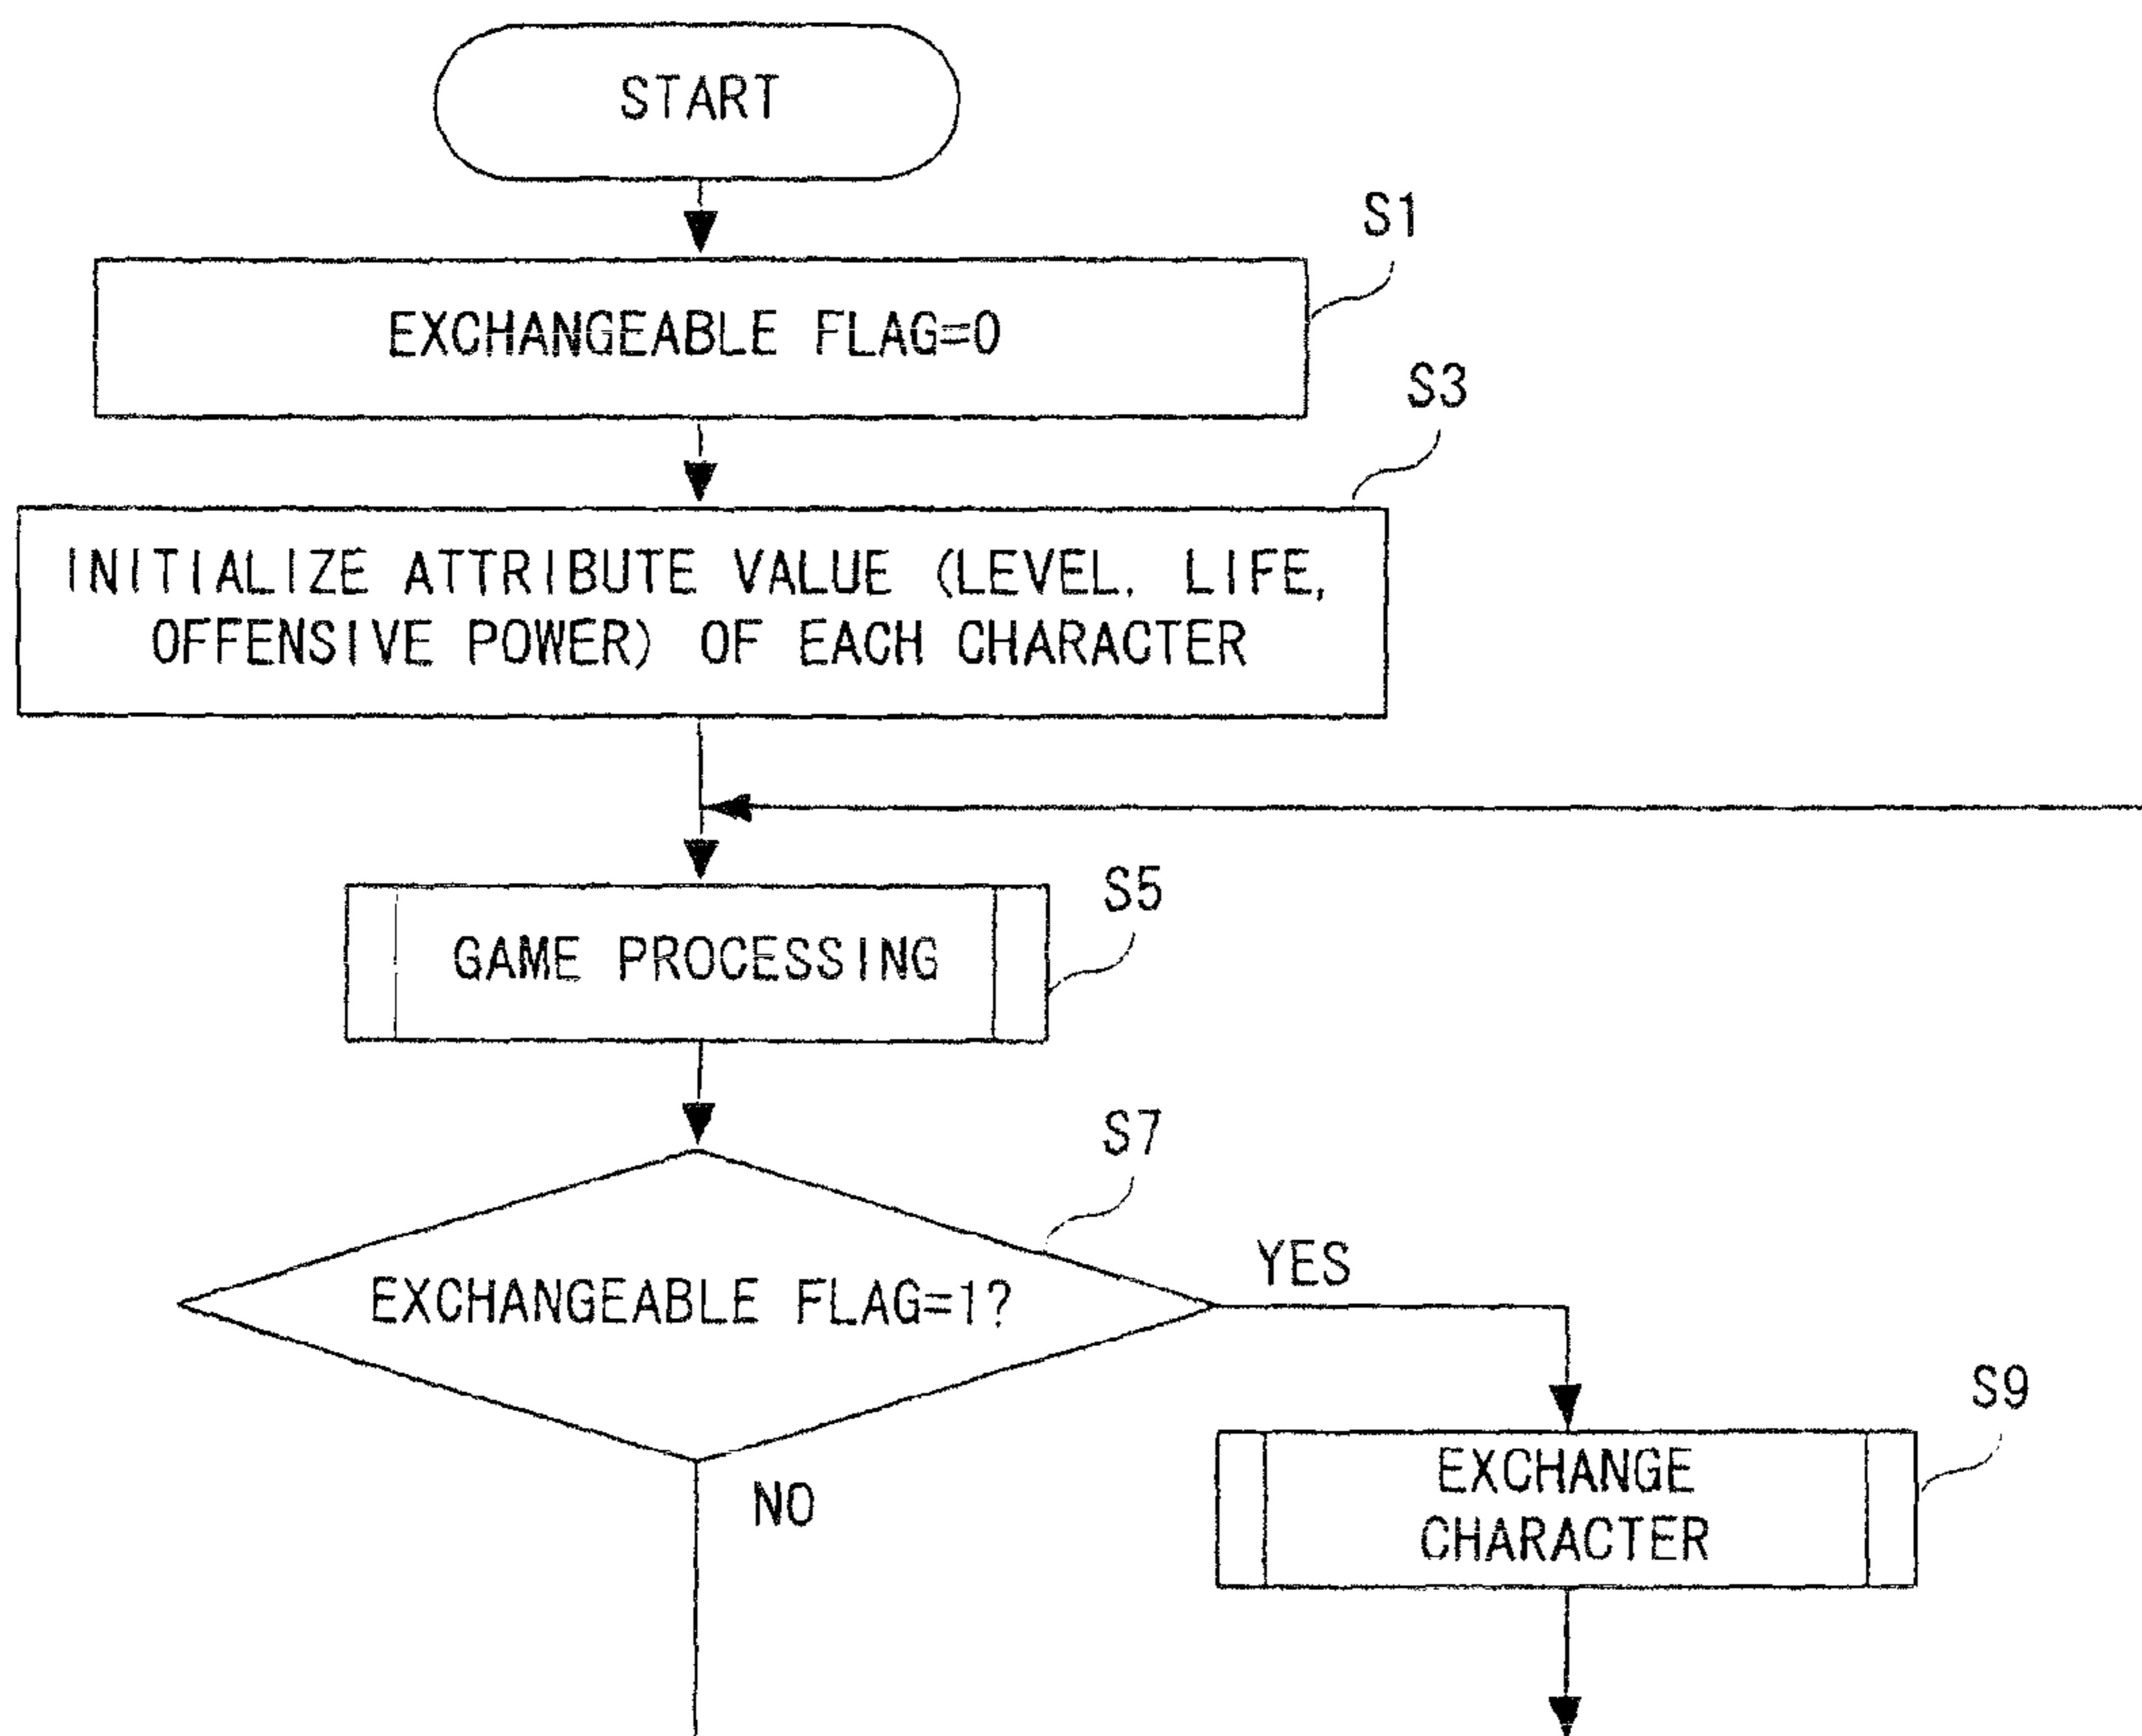 START
S1
EXCHANGEABLE FLAG=0
S3
INITIALIZE ATTRIBUTE VALUE (LEVEL. LIFE,
OFFENSIVE POWER) OF EACH CHARACTER
S5
GAME PROCESSING
S7
EXCHANGEABLE FLAG=1?
YES
NO
S9
EXCHANGE
CHARACTER